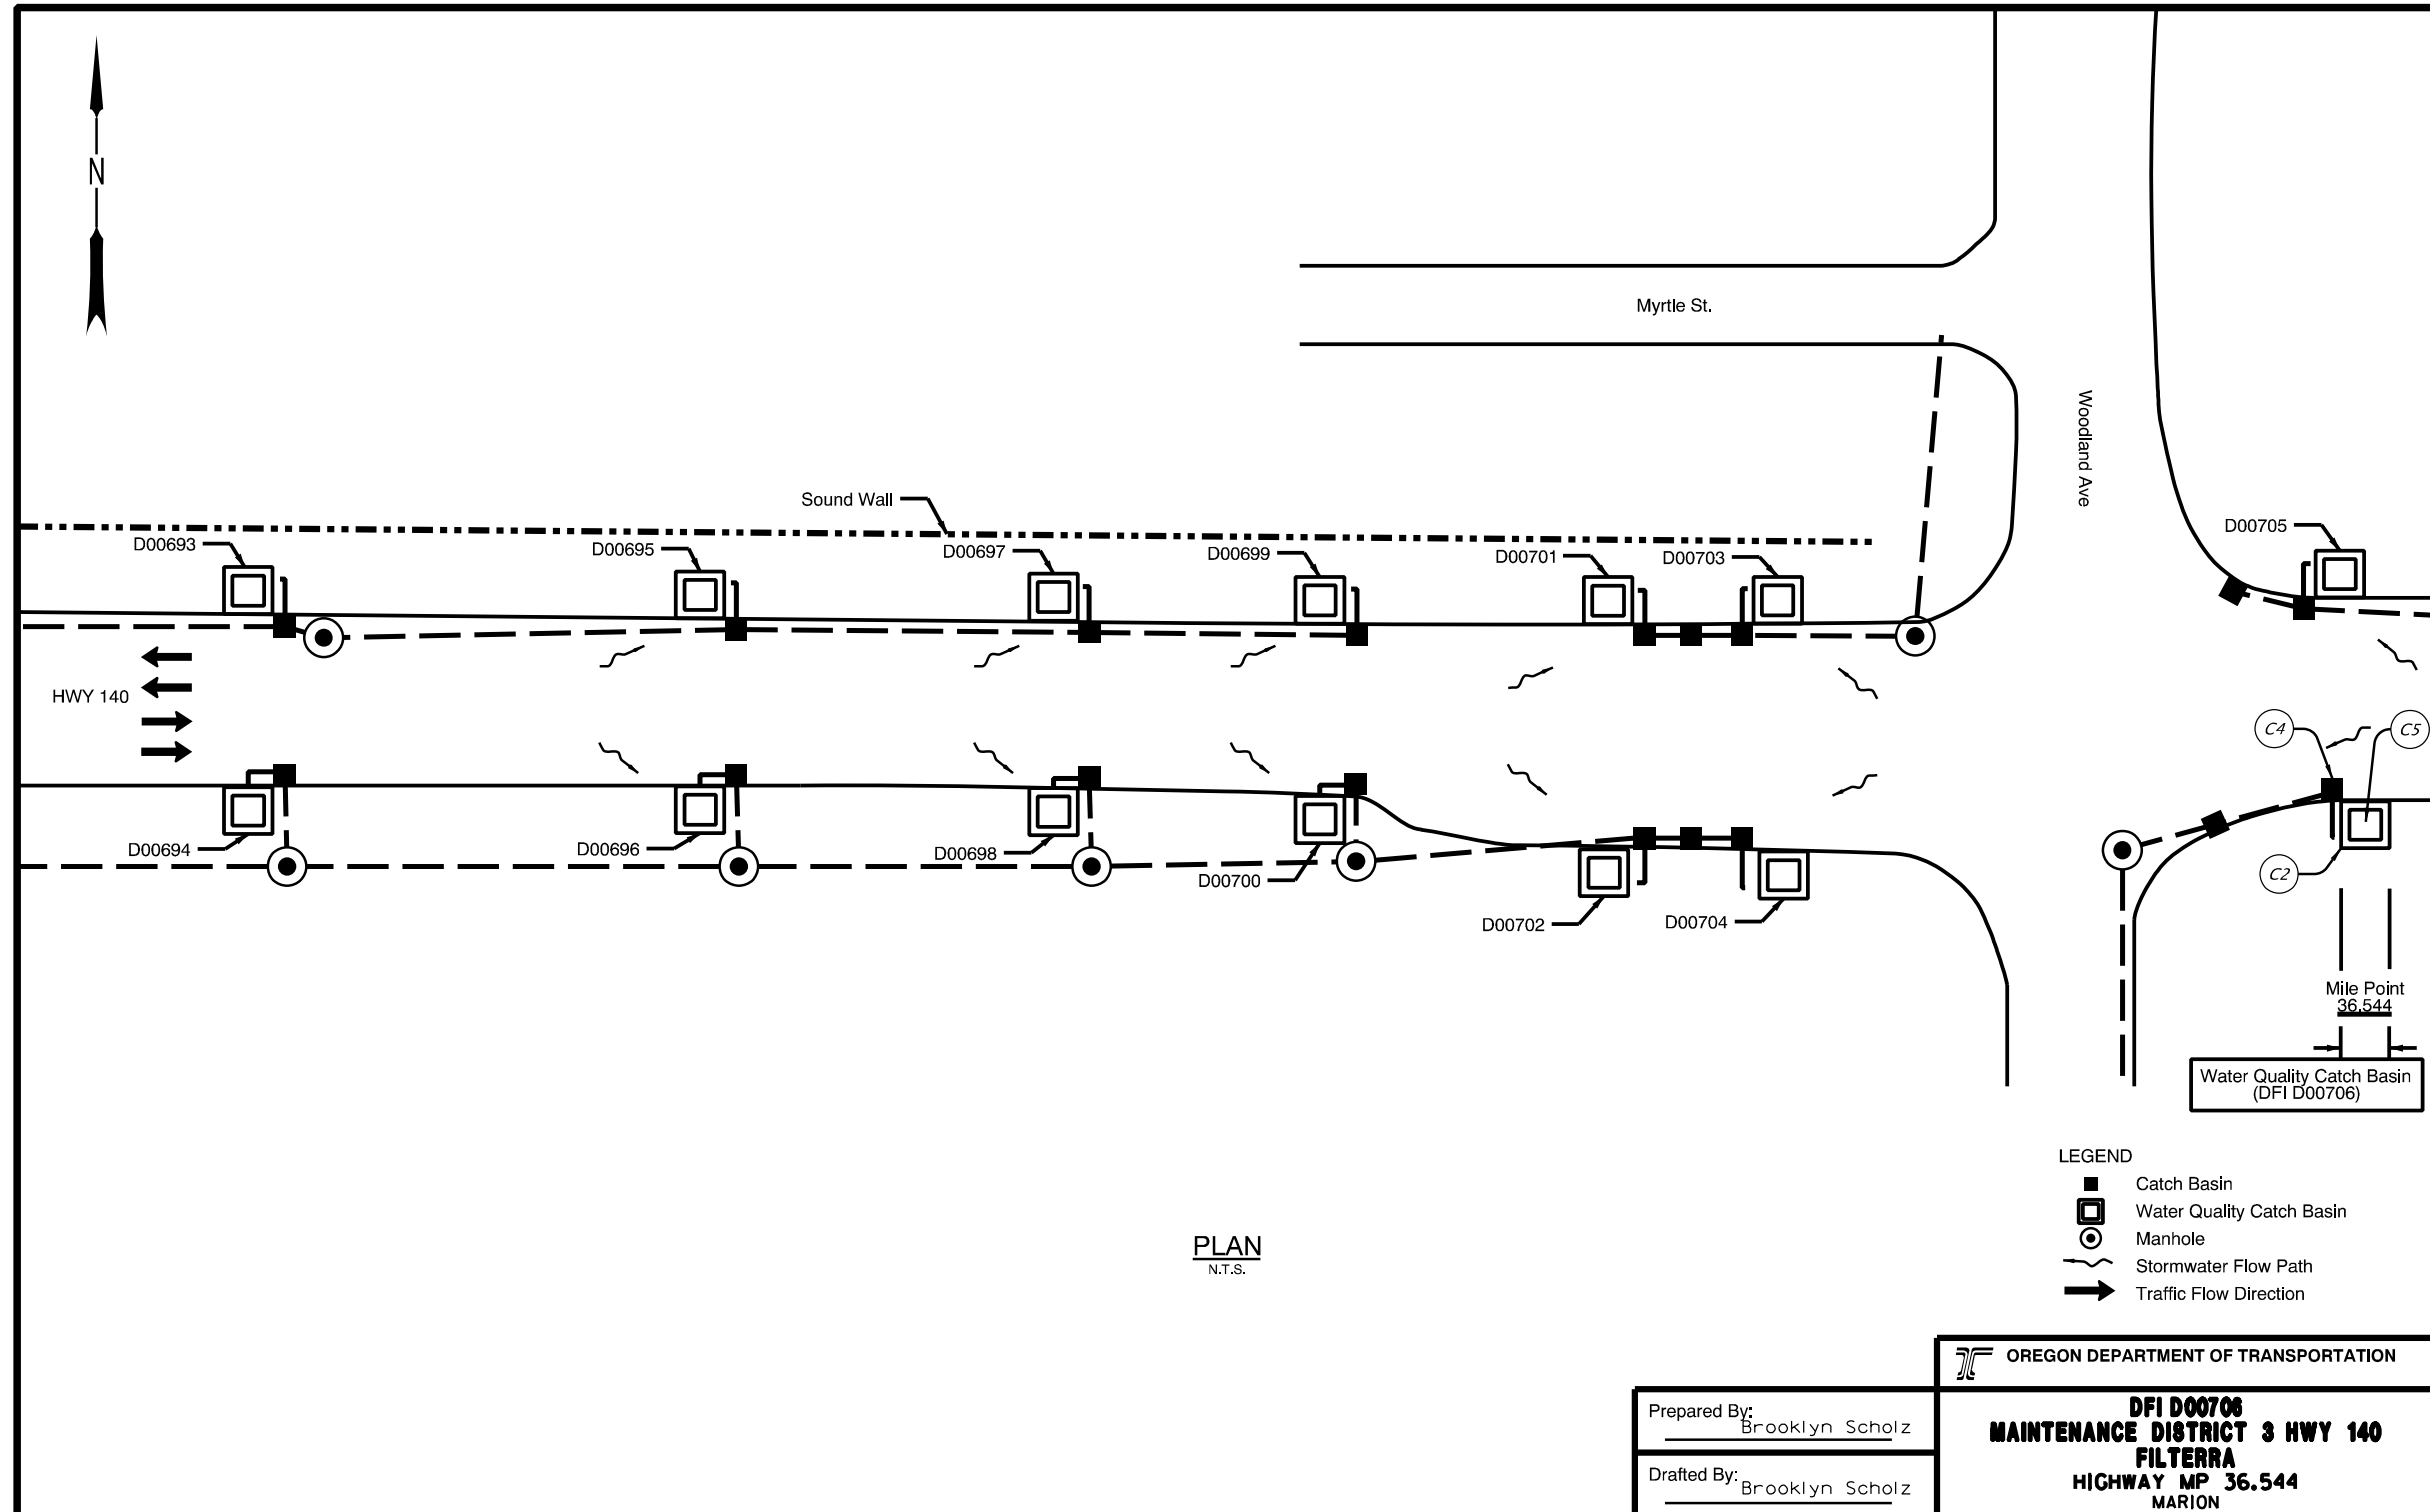 N
Myrtle St.
Woodland Ave
Sound Wall
D00693
D00695
D00697
D00699
D00701
D00703
D00705
HWY 140
C4
C5
D00694
D00696
D00698
D00700
D00702
D00704
C2
Mile Point
36.544
Water Quality Catch Basin
(DFI D00706)
LEGEND
Catch Basin
Water Quality Catch Basin
Manhole
Stormwater Flow Path
Traffic Flow Direction
PLAN
N.T.S.
OREGON DEPARTMENT OF TRANSPORTATION
Prepared By: Brooklyn Scholz
Drafted By: Brooklyn Scholz
DFI D00706
MAINTENANCE DISTRICT 3 HWY 140
FILTERRA
HIGHWAY MP 36.544
MARION